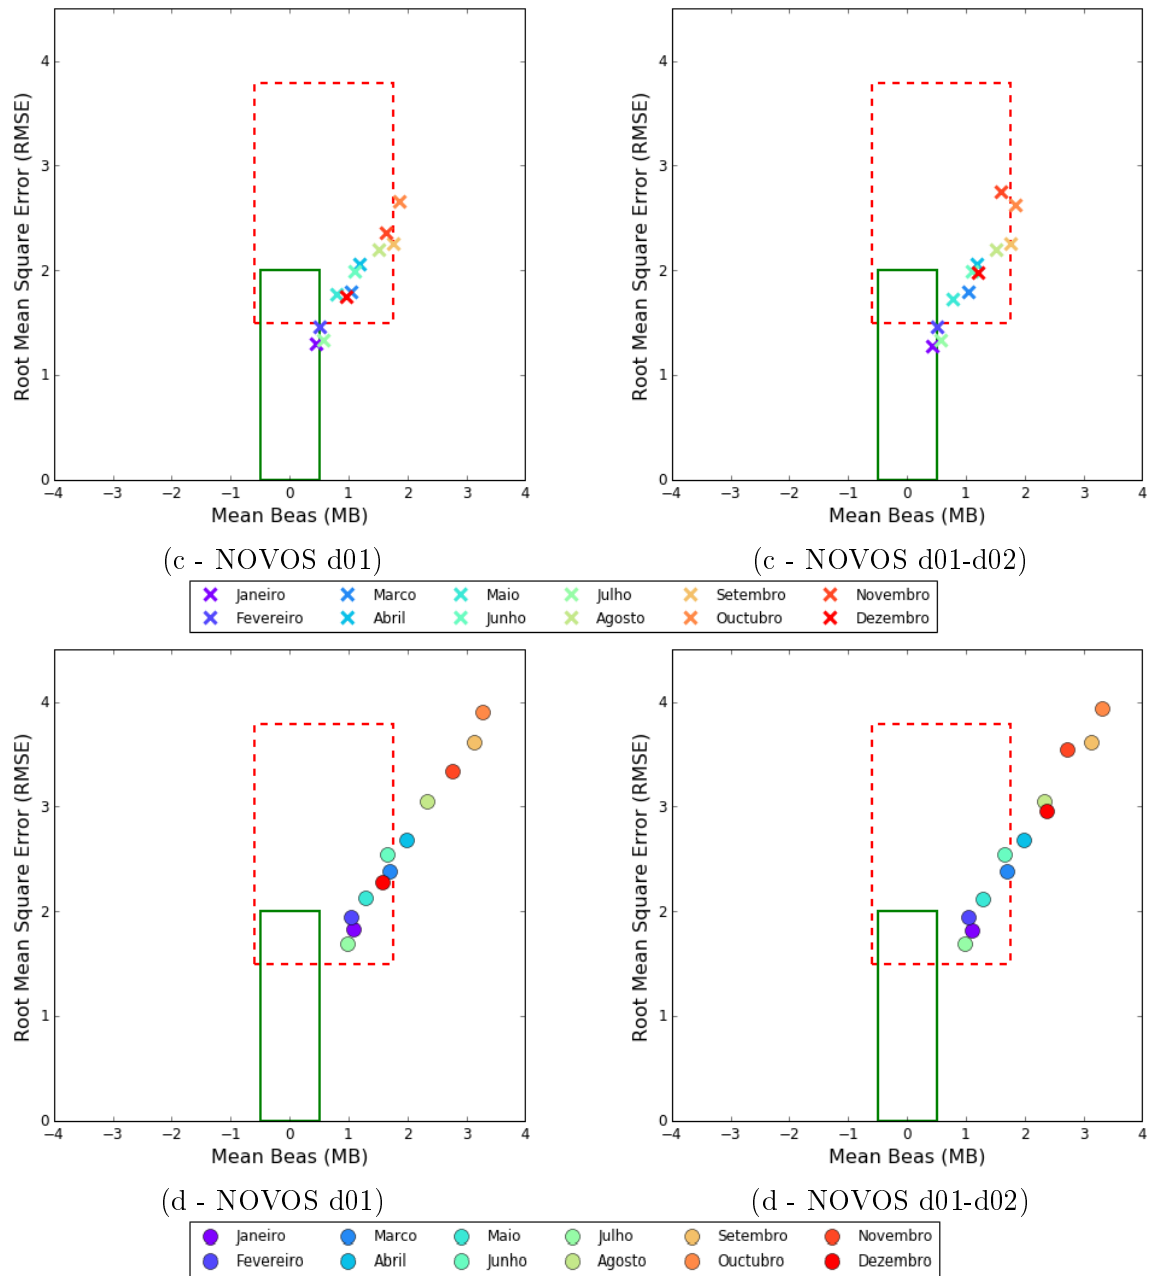 4
3
2
1
0
Root Mean Square Error (RMSE)
−4 −3 −2 −1 0 1 2 3 4
Mean Beas (MB)
4
3
2
1
0
Root Mean Square Error (RMSE)
−4 −3 −2 −1 0 1 2 3 4
Mean Beas (MB)
(c - NOVOS d01)
(c - NOVOS d01-d02)
Janeiro Marco Maio Julho Setembro Novembro
Fevereiro Abril Junho Agosto Ouctubro Dezembro
4
3
2
1
0
Root Mean Square Error (RMSE)
−4 −3 −2 −1 0 1 2 3 4
Mean Beas (MB)
4
3
2
1
0
Root Mean Square Error (RMSE)
−4 −3 −2 −1 0 1 2 3 4
Mean Beas (MB)
(d - NOVOS d01)
(d - NOVOS d01-d02)
Janeiro Marco Maio Julho Setembro Novembro
Fevereiro Abril Junho Agosto Ouctubro Dezembro